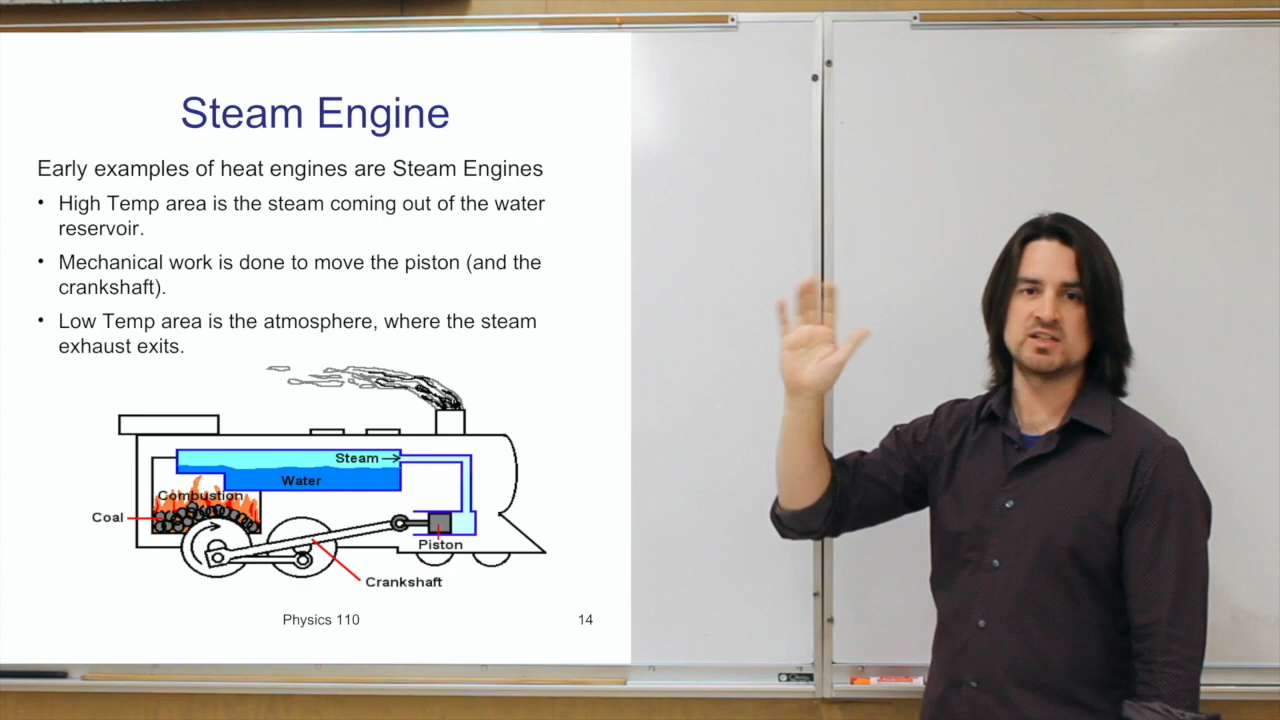 Steam Engine
Early examples of heat engines are Steam Engines
• High Temp area is the steam coming out of the water
reservoir.
• Mechanical work is done to move the piston (and the
crankshaft).
• Low Temp area is the atmosphere, where the steam
exhaust exits.
Steam
Water
Combustion
Coal
Piston
Crankshaft
Physics 110
14